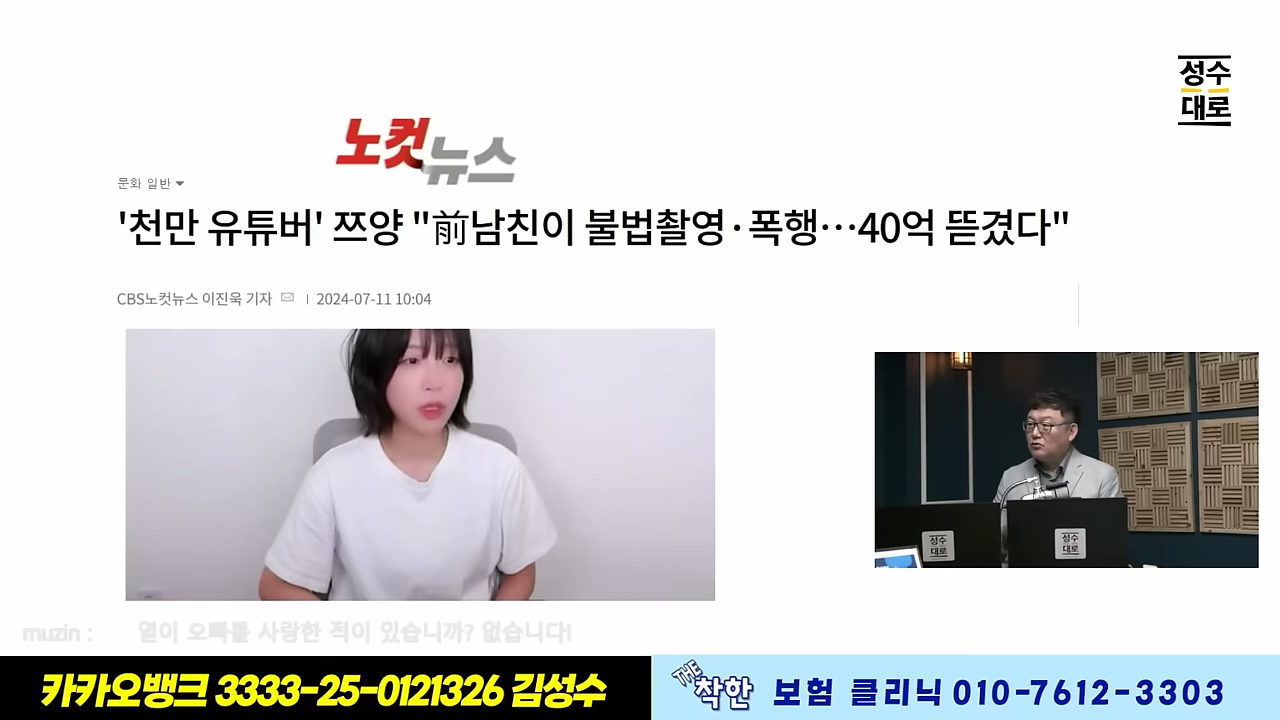 성수
대로
노컷뉴스
문화 일반
'천만 유튜버' 쯔양 "前남친이 불법촬영·폭행…40억 뜯겼다"
CBS노컷뉴스 이진욱 기자 2024-07-11 10:04
성수
대로
성수
대로
muzin : 열이 오빠를 사랑한 적이 있습니까? 없습니다!
카카오뱅크 3333-25-0121326 김성수
THE 착한 보험 클리닉 010-7612-3303